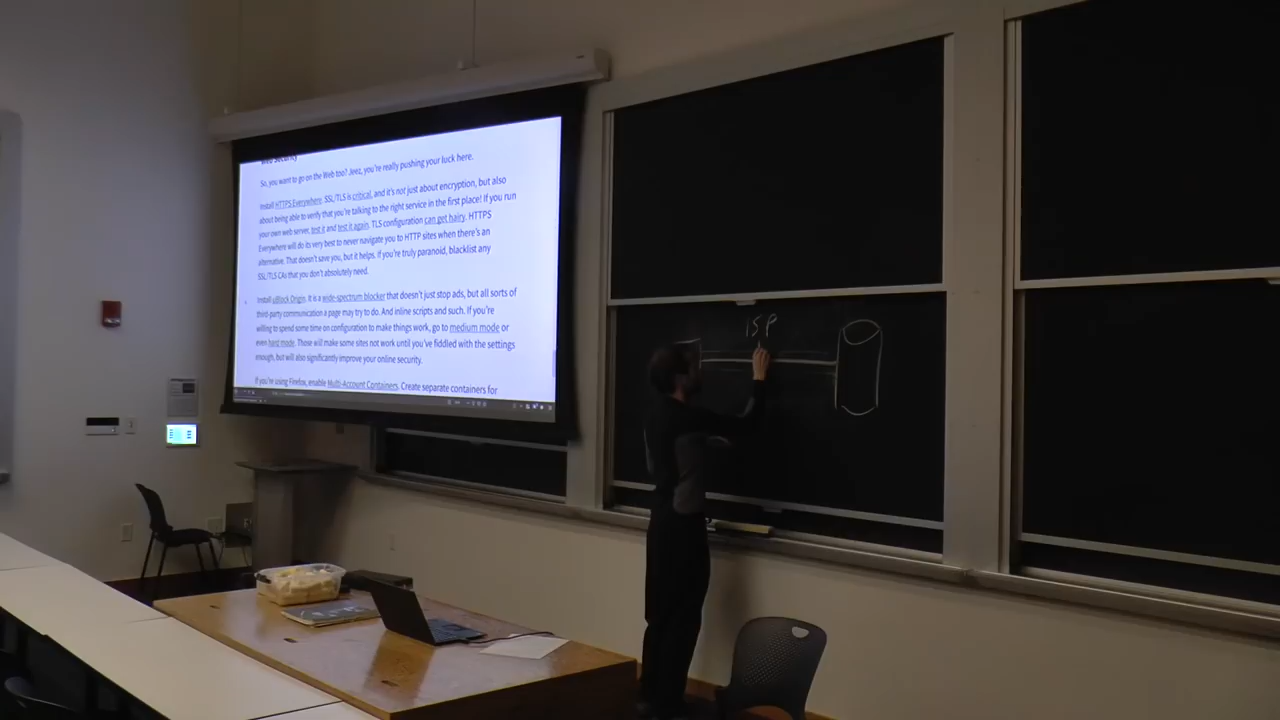 Web Security
So, you want to go on the Web too? Jeez, you're really pushing your luck here.
Install HTTPS Everywhere. SSL/TLS is critical, and it's not just about encryption, but also
about being able to verify that you're talking to the right service in the first place! If you run
your own web server, test it and test it again. TLS configuration can get hairy. HTTPS
Everywhere will do its very best to never navigate you to HTTP sites when there's an
alternative. That doesn't save you, but it helps. If you're truly paranoid, blacklist any
SSL/TLS CAs that you don't absolutely need.
Install uBlock Origin. It is a wide-spectrum blocker that doesn't just stop ads, but all sorts of
third-party communication a page may try to do. And inline scripts and such. If you're
willing to spend some time on configuration to make things work, go to medium mode or
even hard mode. Those will make some sites not work until you've fiddled with the settings
enough, but will also significantly improve your online security.
If you're using Firefox, enable Multi-Account Containers. Create separate containers for
ISP